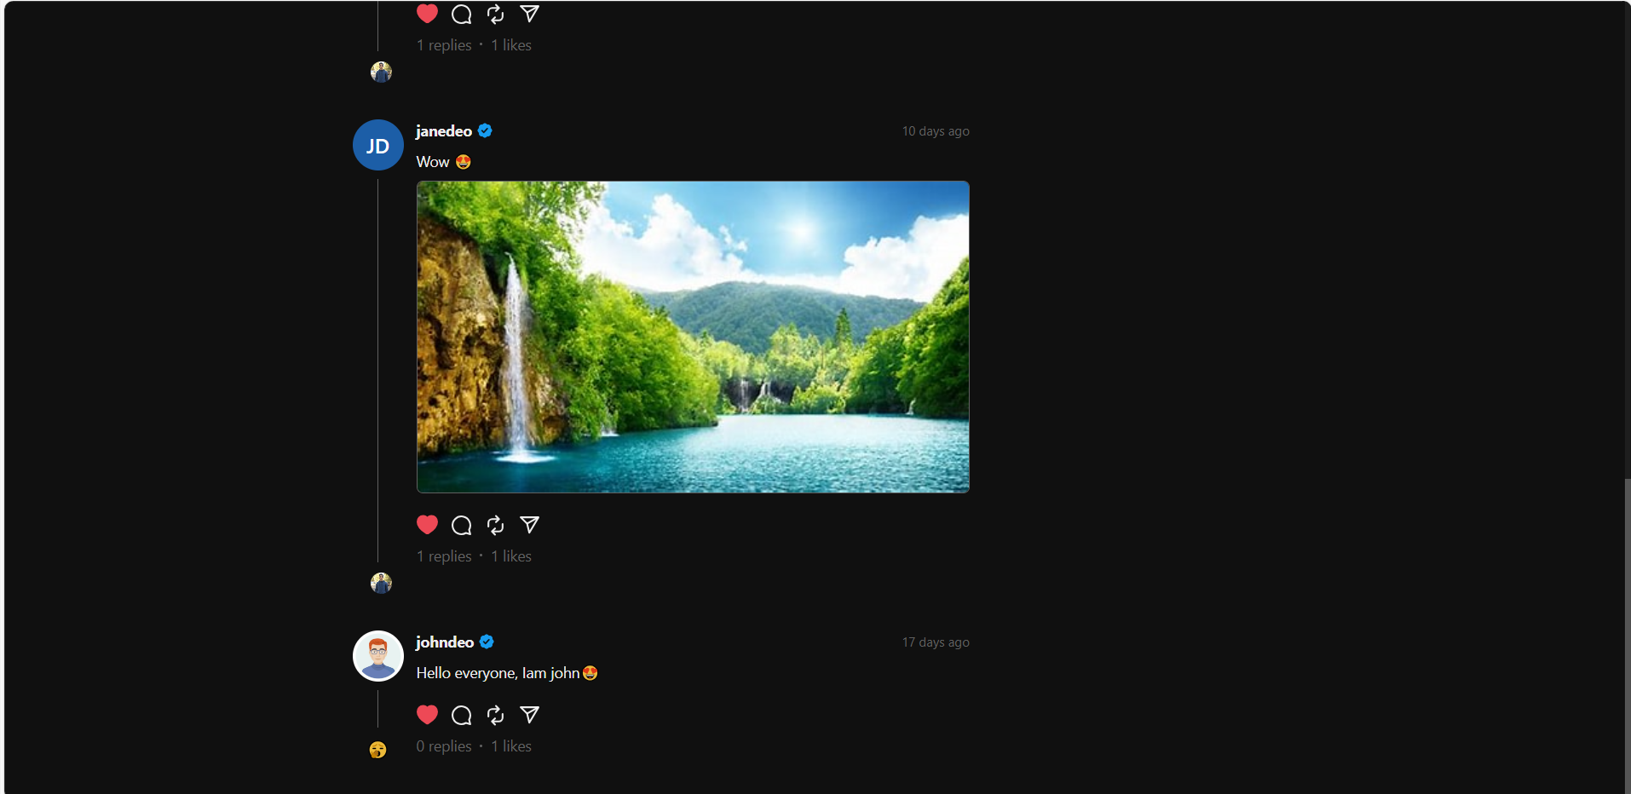 1 replies · 1 likes
janedeo 10 days ago
JD
Wow 😍
1 replies · 1 likes
johndeo 17 days ago
Hello everyone, Iam john😍
0 replies · 1 likes